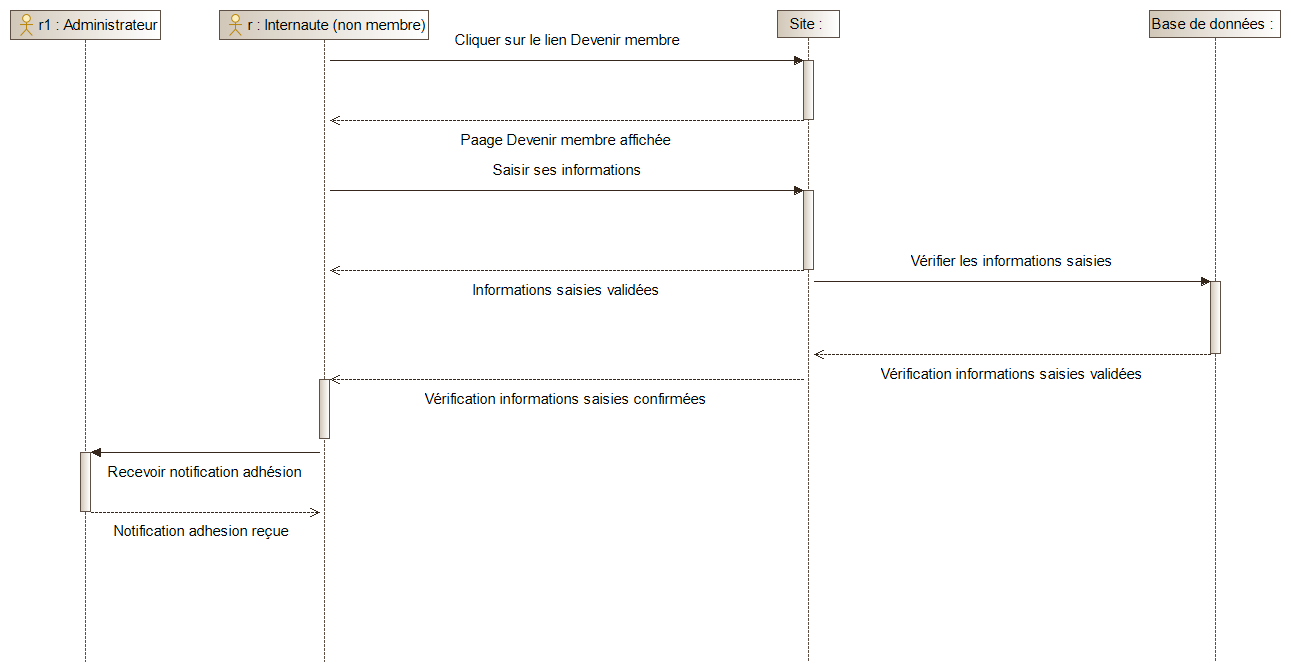 r1 : Administrateur
r : Internaute (non membre)
Site :
Base de données :
Cliquer sur le lien Devenir membre
Paage Devenir membre affichée
Saisir ses informations
Vérifier les informations saisies
Informations saisies validées
Vérification informations saisies validées
Vérification informations saisies confirmées
Recevoir notification adhésion
Notification adhesion reçue